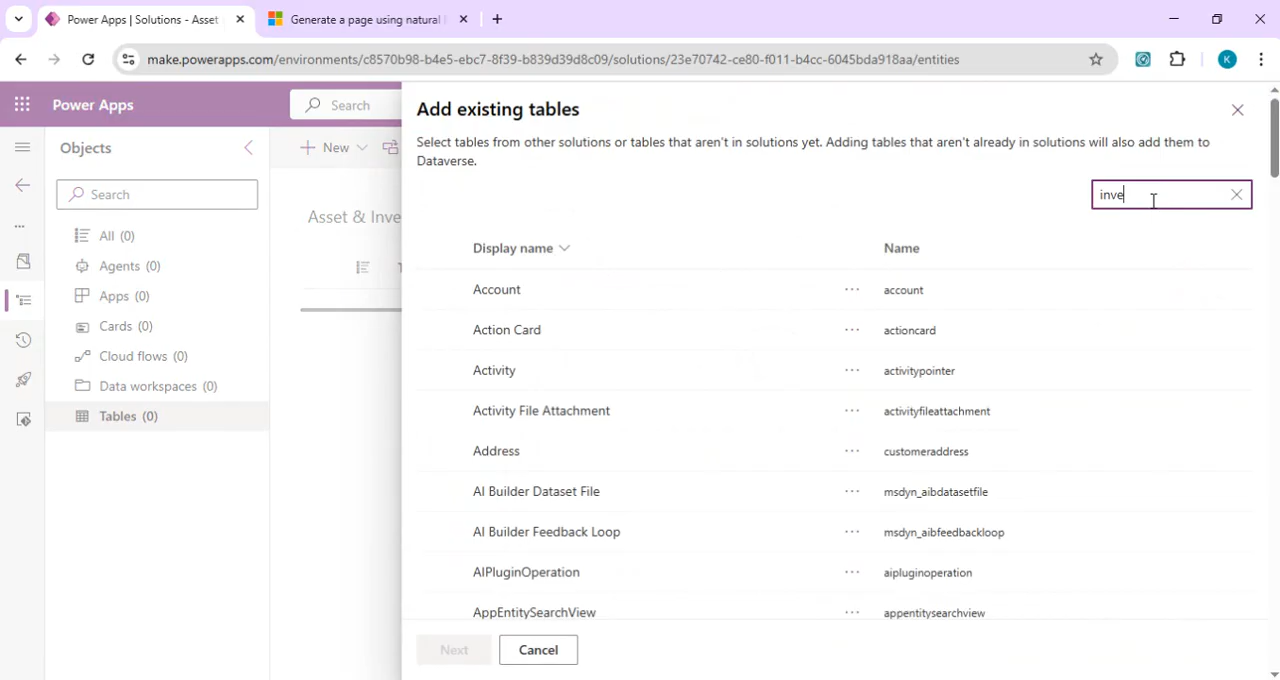 Power Apps | Solutions - Asset
Generate a page using natural
make.powerapps.com/environments/c8570b98-b4e5-ebc7-8f39-b839d39d8c09/solutions/23e70742-ce80-f011-b4cc-6045bda918aa/entities
K
Power Apps
Search
Add existing tables
Select tables from other solutions or tables that aren't in solutions yet. Adding tables that aren't already in solutions will also add them to
Dataverse.
Objects
New
Search
inve
Asset & Inve
All (0)
Agents (0)
Apps (0)
Cards (0)
Cloud flows (0)
Data workspaces (0)
Tables (0)
Display name
Name
Account
account
Action Card
actioncard
Activity
activitypointer
Activity File Attachment
activityfileattachment
Address
customeraddress
AI Builder Dataset File
msdyn_aibdatasetfile
AI Builder Feedback Loop
msdyn_aibfeedbackloop
AIPluginOperation
aipluginoperation
AppEntitySearchView
appentitysearchview
Next
Cancel